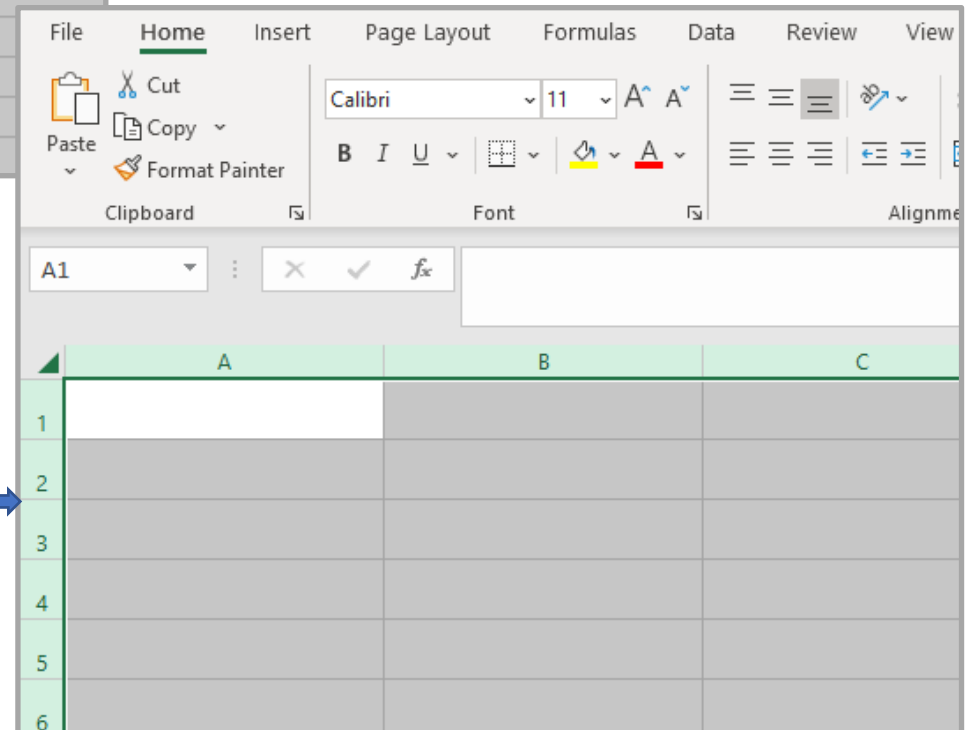 File Home Insert Page Layout Formulas Data Review View
Cut
Calibri 11 A A
Copy
Paste
B I U A
Format Painter
Clipboard Font Alignme
A1 fx
A B C
1
2
3
4
5
6